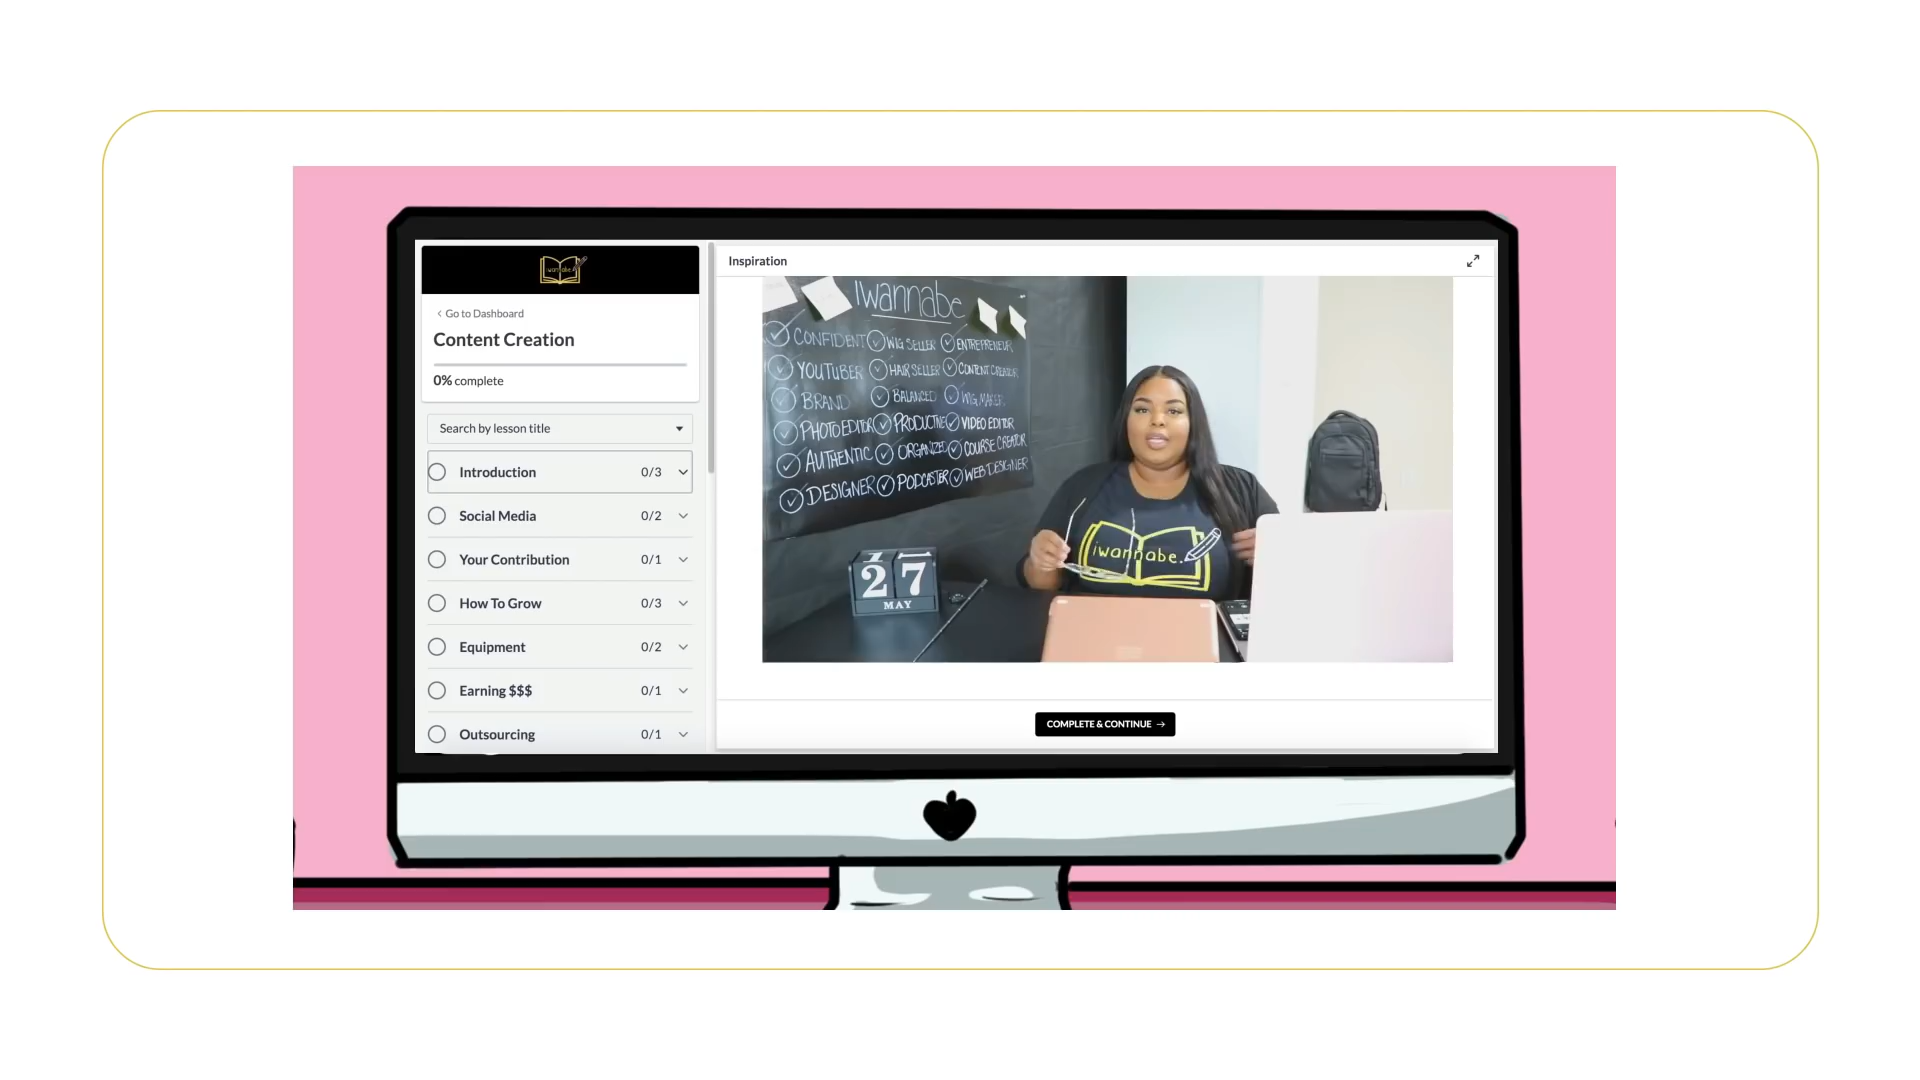 iwannabe.
Go to Dashboard
Content Creation
0% complete
Search by lesson title
Introduction 0/3
Social Media 0/2
Your Contribution 0/1
How To Grow 0/3
Equipment 0/2
Earning $$$ 0/1
Outsourcing 0/1
Inspiration
Iwannabe
CONFIDENT WIG SELLER ENTREPRENEUR
YOUTUBER HAIR SELLER CONTENT CREATOR
BRAND BALANCED WIG MAKER
PHOTO EDITOR PRODUCTIVE VIDEO EDITOR
AUTHENTIC ORGANIZED COURSE CREATOR
DESIGNER PODCASTER WEB DESIGNER
iwannabe.
27
MAY
COMPLETE & CONTINUE →